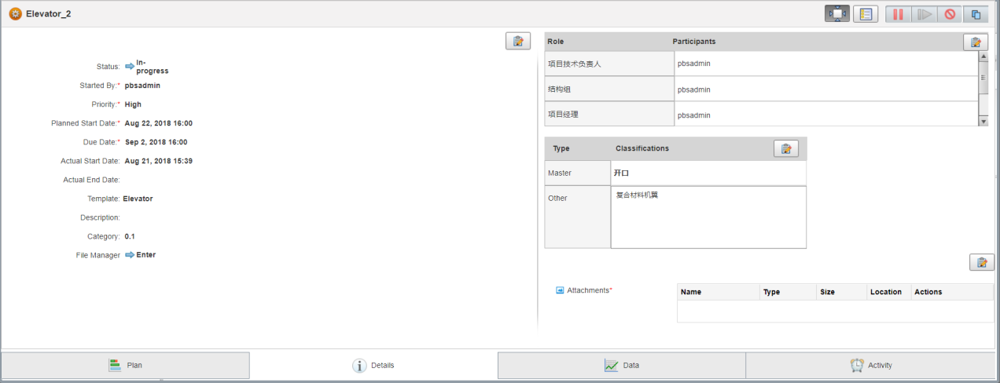 Elevator_2
Status: In-
progress
Started By:* pbsadmin
Priority:* High
Planned Start Date:* Aug 22, 2018 16:00
Due Date:* Sep 2, 2018 16:00
Actual Start Date: Aug 21, 2018 15:39
Actual End Date:
Template: Elevator
Description:
Category: 0.1
File Manager Enter
Role Participants
项目技术负责人 pbsadmin
结构组 pbsadmin
项目经理 pbsadmin
Type Classifications
Master 开口
Other 复合材料机翼
Attachments*
Name Type Size Location Actions
Plan Details Data Activity